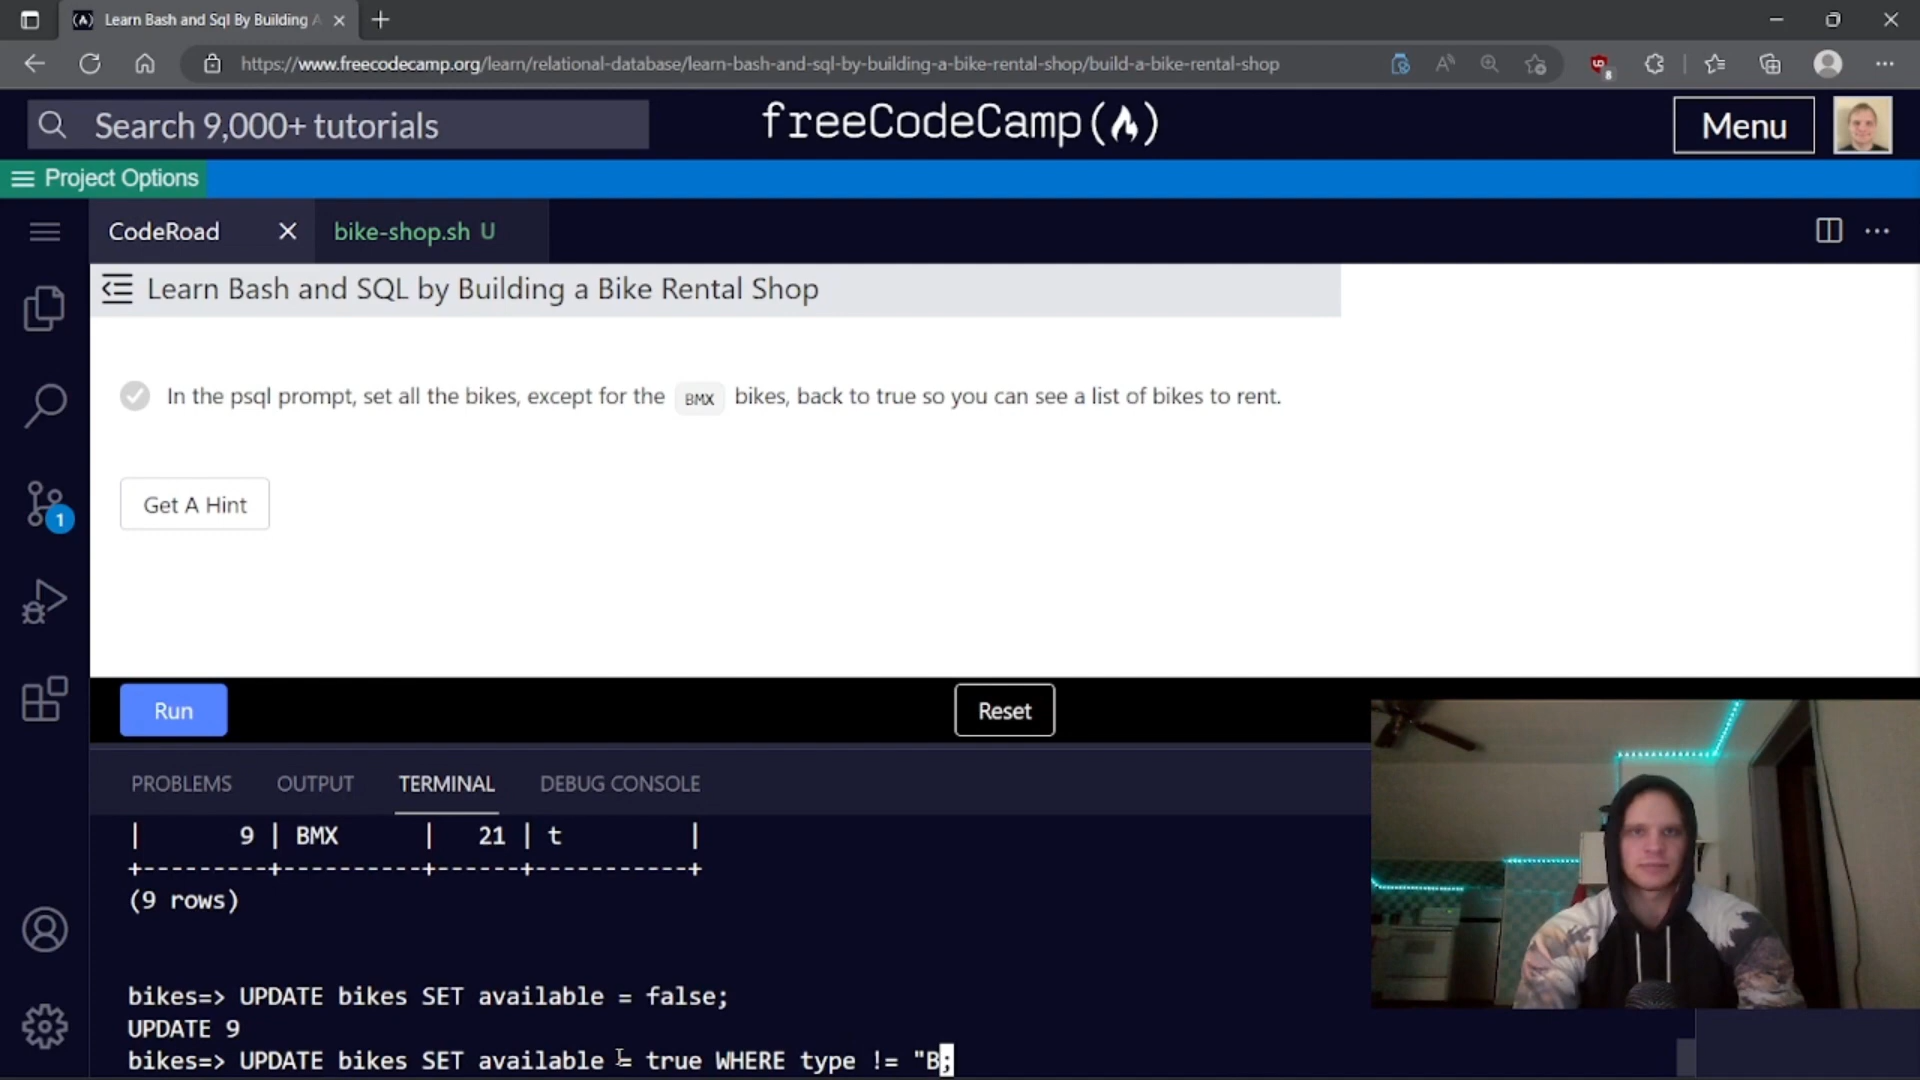 Learn Bash and Sql By Building A
https://www.freecodecamp.org/learn/relational-database/learn-bash-and-sql-by-building-a-bike-rental-shop/build-a-bike-rental-shop
8
Search 9,000+ tutorials
freeCodeCamp
Menu
Project Options
CodeRoad
bike-shop.sh U
Learn Bash and SQL by Building a Bike Rental Shop
In the psql prompt, set all the bikes, except for the BMX bikes, back to true so you can see a list of bikes to rent.
Get A Hint
1
Run
Reset
PROBLEMS OUTPUT TERMINAL DEBUG CONSOLE
| 9 | BMX | 21 | t |
+---------+----------+------+-----------+
(9 rows)
bikes=> UPDATE bikes SET available = false;
UPDATE 9
bikes=> UPDATE bikes SET available = true WHERE type != "B;